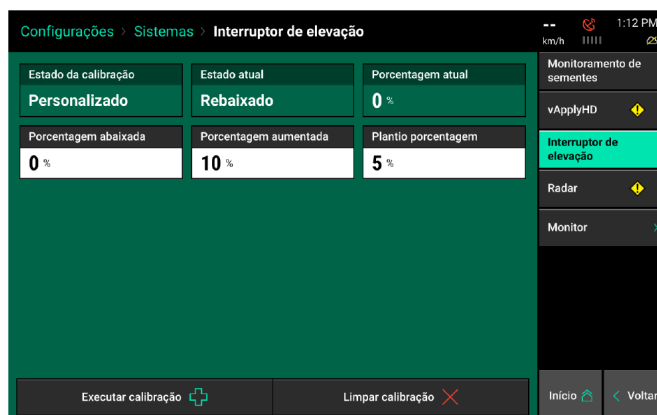 Configurações > Sistemas > Interruptor de elevação
--
km/h
1:12 PM
Estado da calibração
Personalizado
Estado atual
Rebaixado
Porcentagem atual
0 %
Porcentagem abaixada
0 %
Porcentagem aumentada
10 %
Plantio porcentagem
5 %
Monitoramento de
sementes
vApplyHD
Interruptor de
elevação
Radar
Monitor
Executar calibração
Limpar calibração
Início
< Voltar